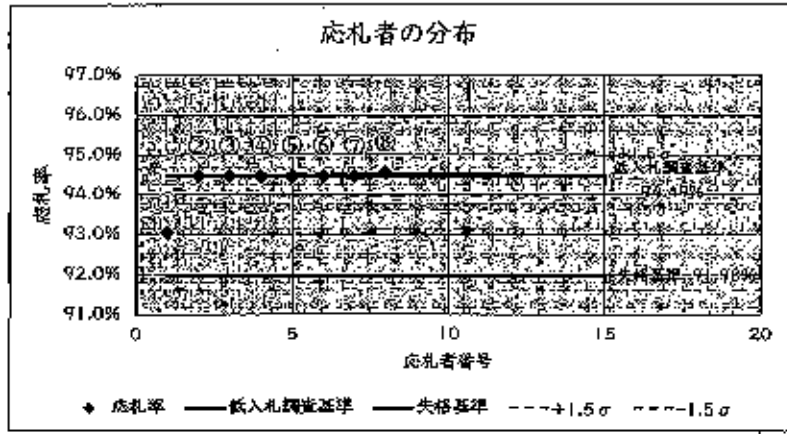 応札者の分布
97.0%
96.0%
95.0%
94.0%
93.0%
92.0%
91.0%
応札率
② ③ ④ ⑤ ⑥ ⑦ ⑧
低入札調査基準
失格基準 91.98%
0 5 10 15 20
応札者番号
応札率 低入札調査基準 失格基準 +1.5σ -1.5σ